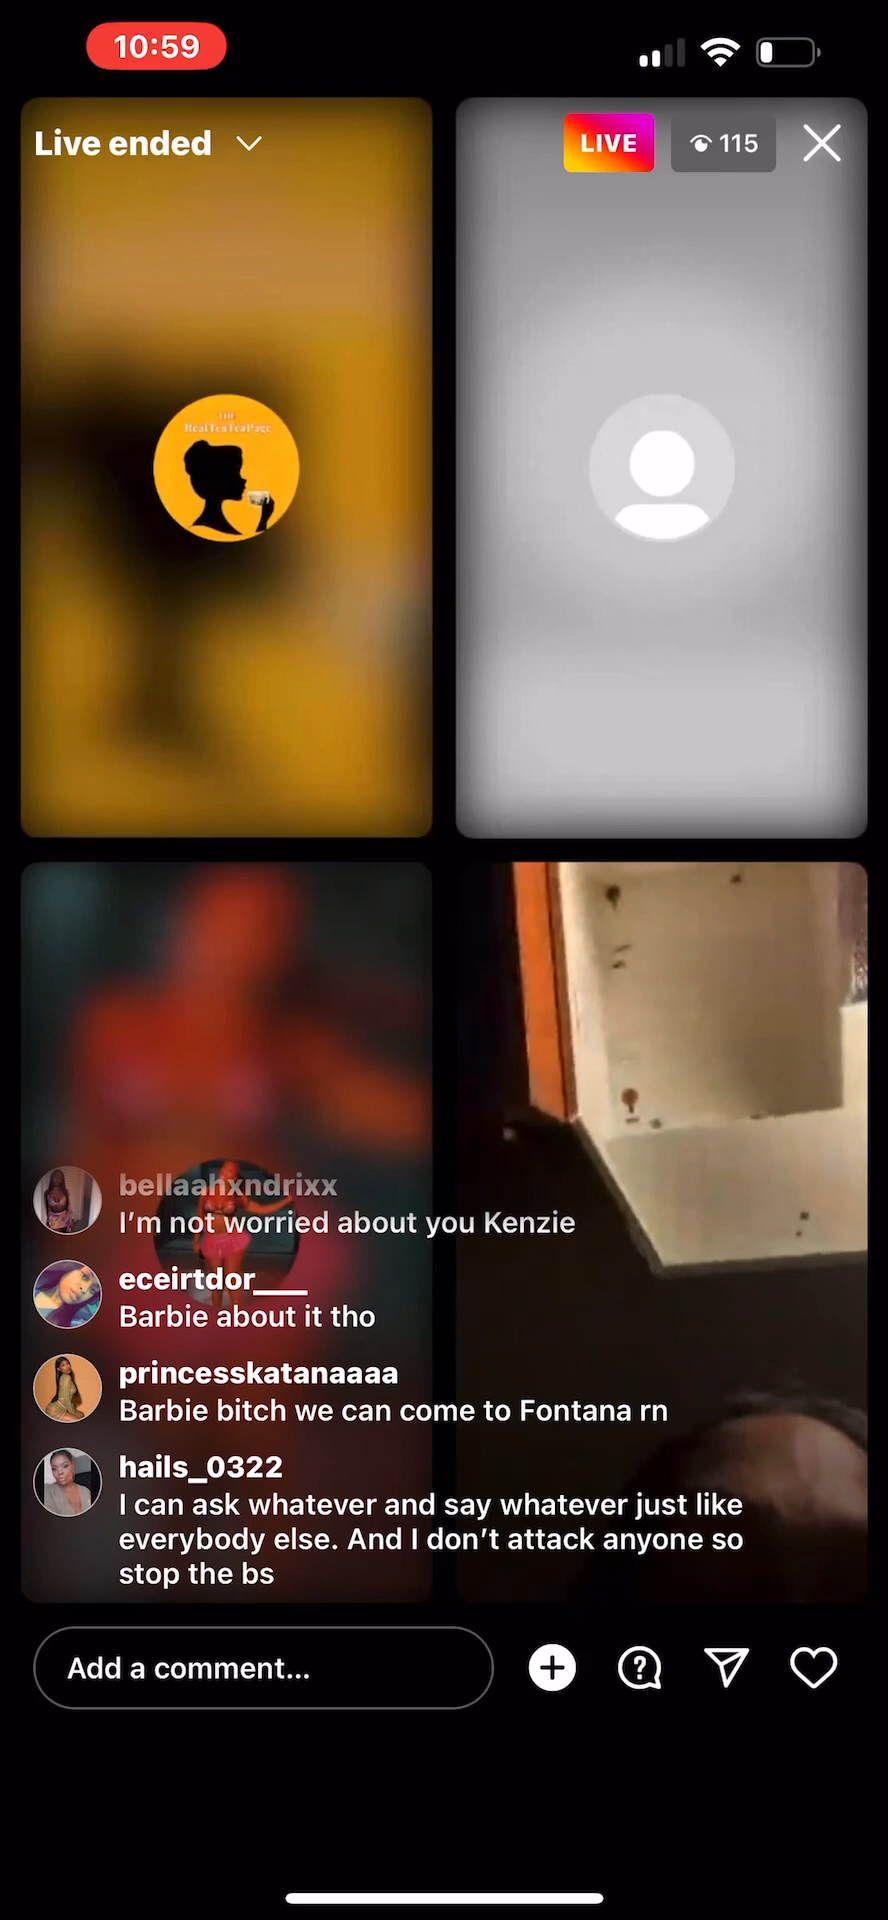 10:59
Live ended
LIVE
115
THE
RealTeaTeaPage
bellaahxndrixx
I’m not worried about you Kenzie
eceirtdor___
Barbie about it tho
princesskatanaaaa
Barbie bitch we can come to Fontana rn
hails_0322
I can ask whatever and say whatever just like
everybody else. And I don’t attack anyone so
stop the bs
Add a comment...